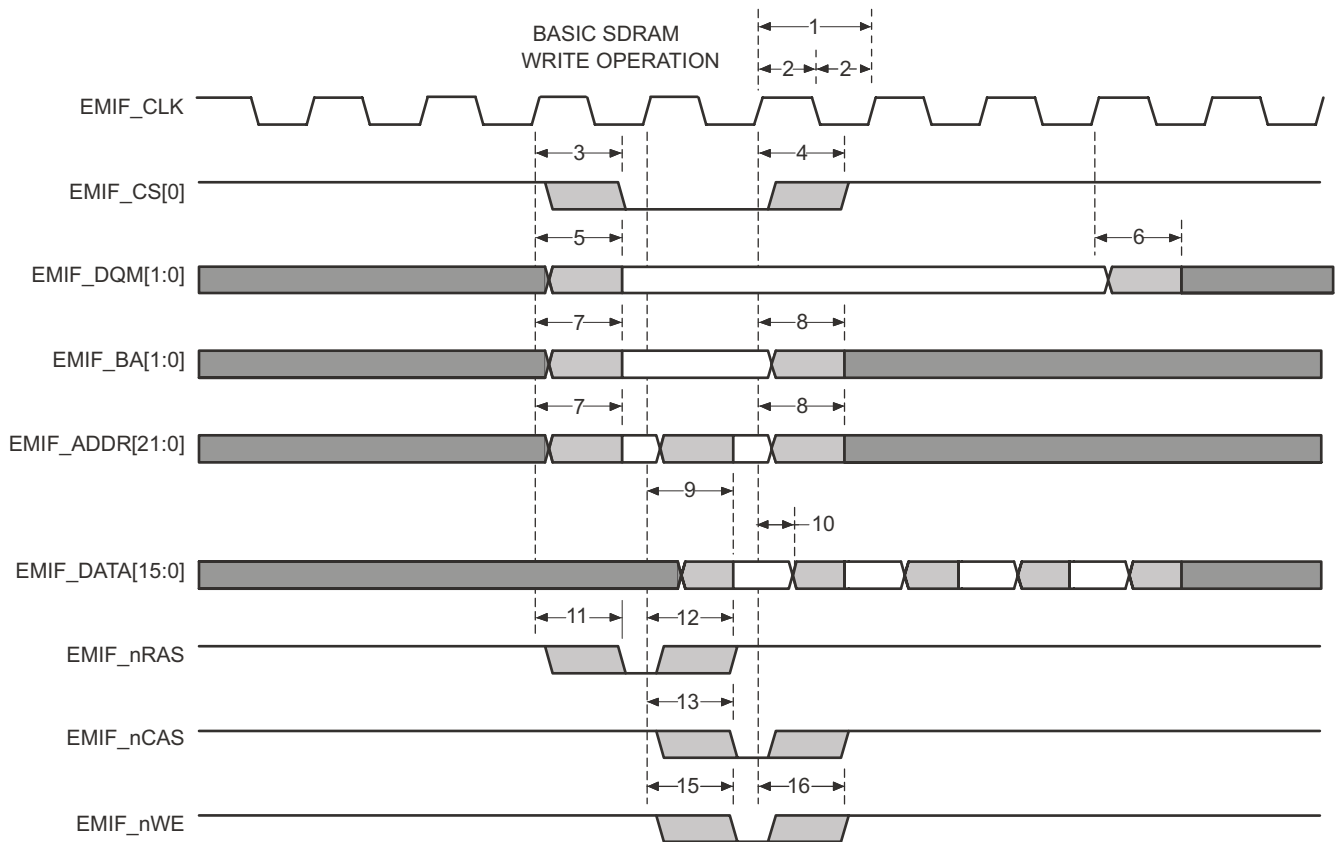 BASIC SDRAM
WRITE OPERATION
1
2 2
EMIF_CLK
3 4
EMIF_CS[0]
5 6
EMIF_DQM[1:0]
7 8
EMIF_BA[1:0]
7 8
EMIF_ADDR[21:0]
9
10
EMIF_DATA[15:0]
11 12
EMIF_nRAS
13
EMIF_nCAS
15 16
EMIF_nWE